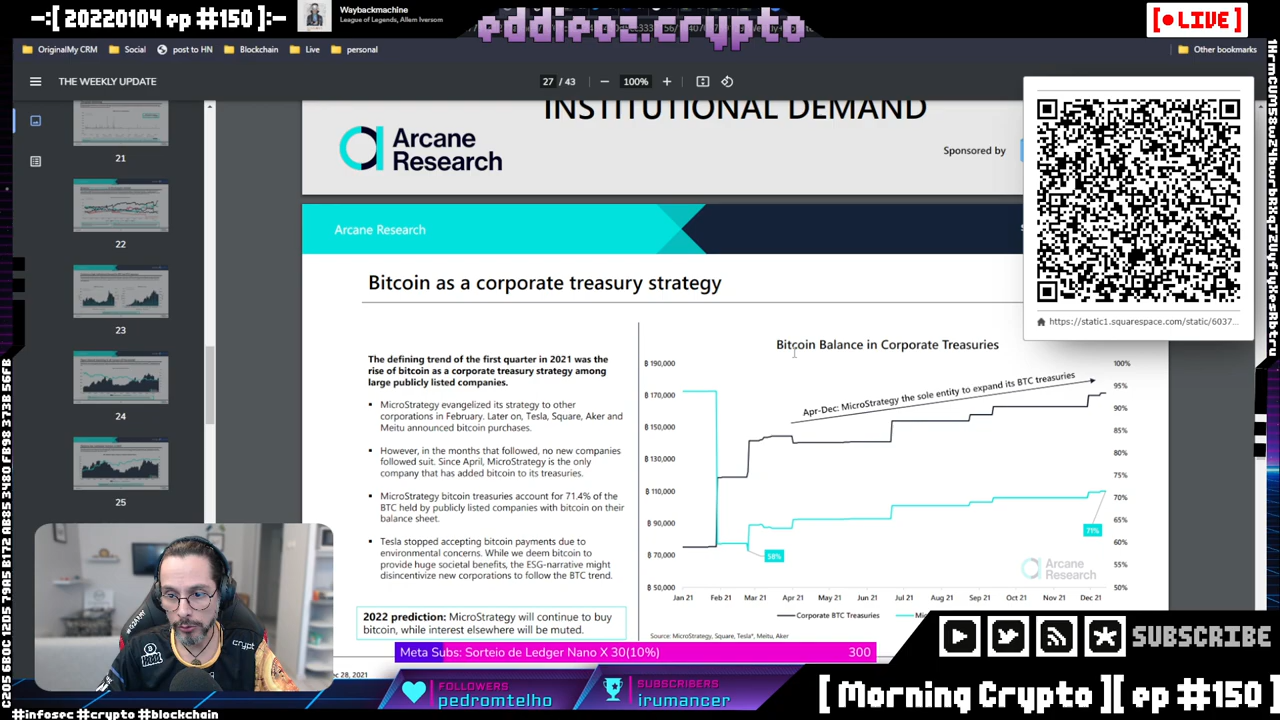 -:[ 20220104 ep #150 ]:-
Waybackmachine
League of Legends, Allem Iversom
eddieoz.crypto
[● LIVE]
OriginalMy CRM
Social
post to HN
Blockchain
Live
personal
Other bookmarks
THE WEEKLY UPDATE
27 / 43
100%
21
22
23
24
25
INSTITUTIONAL DEMAND
Arcane
Research
Sponsored by
https://static1.squarespace.com/static/6037...
Arcane Research
Bitcoin as a corporate treasury strategy
The defining trend of the first quarter in 2021 was the
rise of bitcoin as a corporate treasury strategy among
large publicly listed companies.
MicroStrategy evangelized its strategy to other
corporations in February. Later on, Tesla, Square, Aker and
Meitu announced bitcoin purchases.
However, in the months that followed, no new companies
followed suit. Since April, MicroStrategy is the only
company that has added bitcoin to its treasuries.
MicroStrategy bitcoin treasuries account for 71.4% of the
BTC held by publicly listed companies with bitcoin on their
balance sheet.
Tesla stopped accepting bitcoin payments due to
environmental concerns. While we deem bitcoin to
provide huge societal benefits, the ESG-narrative might
disincentivize new corporations to follow the BTC trend.
2022 prediction: MicroStrategy will continue to buy
bitcoin, while interest elsewhere will be muted.
Bitcoin Balance in Corporate Treasuries
Apr-Dec: MicroStrategy the sole entity to expand its BTC treasuries
฿ 190,000
฿ 170,000
฿ 150,000
฿ 130,000
฿ 110,000
฿ 90,000
฿ 70,000
฿ 50,000
100%
95%
90%
85%
80%
75%
70%
65%
60%
55%
50%
58%
71%
Arcane
Research
Jan 21 Feb 21 Mar 21 Apr 21 May 21 Jun 21 Jul 21 Aug 21 Sep 21 Oct 21 Nov 21 Dec 21
Corporate BTC Treasuries
Source: MicroStrategy, Square, Tesla*, Meitu, Aker
28, 2021
Meta Subs: Sorteio de Ledger Nano X 30(10%) 300
FOLLOWERS
pedromtelho
SUBSCRIBERS
irumancer
SUBSCRIBE
[ Morning Crypto ][ ep #150 ]
#infosec #crypto #blockchain